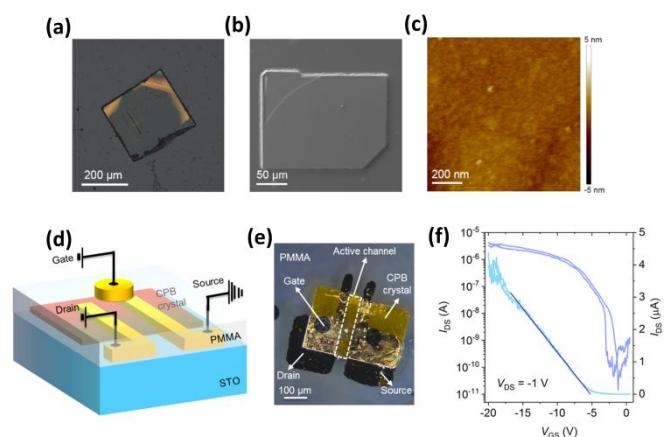 (a)
200 µm
(b)
50 µm
(c)
5 nm
-5 nm
200 nm
(d)
Gate
Source
CPB
crystal
Drain
PMMA
STO
(e)
Active channel
PMMA
Gate
CPB
crystal
Drain
Source
100 µm
(f)
10⁻⁵
10⁻⁶
10⁻⁷
10⁻⁸
10⁻⁹
10⁻¹⁰
10⁻¹¹
I_DS (A)
V_DS = -1 V
5
4
3
2
1
0
I_DS (µA)
-20 -15 -10 -5 0
V_GS (V)